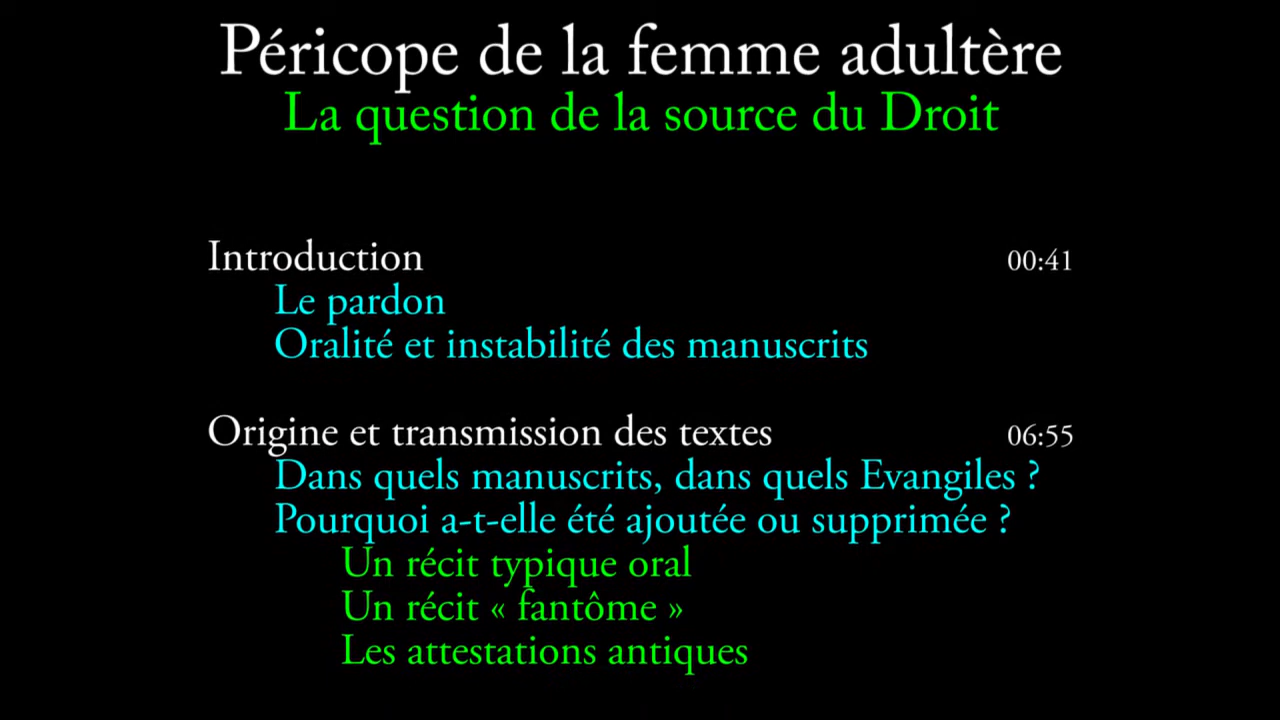 Péricope de la femme adultère
La question de la source du Droit
Introduction 00:41
Le pardon
Oralité et instabilité des manuscrits
Origine et transmission des textes 06:55
Dans quels manuscrits, dans quels Evangiles ?
Pourquoi a-t-elle été ajoutée ou supprimée ?
Un récit typique oral
Un récit « fantôme »
Les attestations antiques